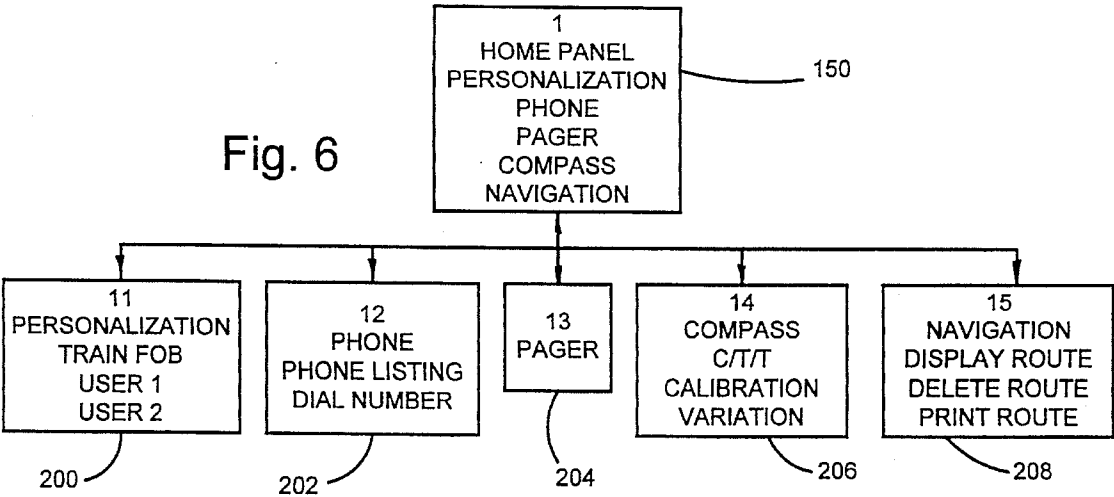 1
HOME PANEL
PERSONALIZATION
PHONE
PAGER
COMPASS
NAVIGATION
150
Fig. 6
11
PERSONALIZATION
TRAIN FOB
USER 1
USER 2
12
PHONE
PHONE LISTING
DIAL NUMBER
13
PAGER
14
COMPASS
C/T/T
CALIBRATION
VARIATION
15
NAVIGATION
DISPLAY ROUTE
DELETE ROUTE
PRINT ROUTE
200
202
204
206
208